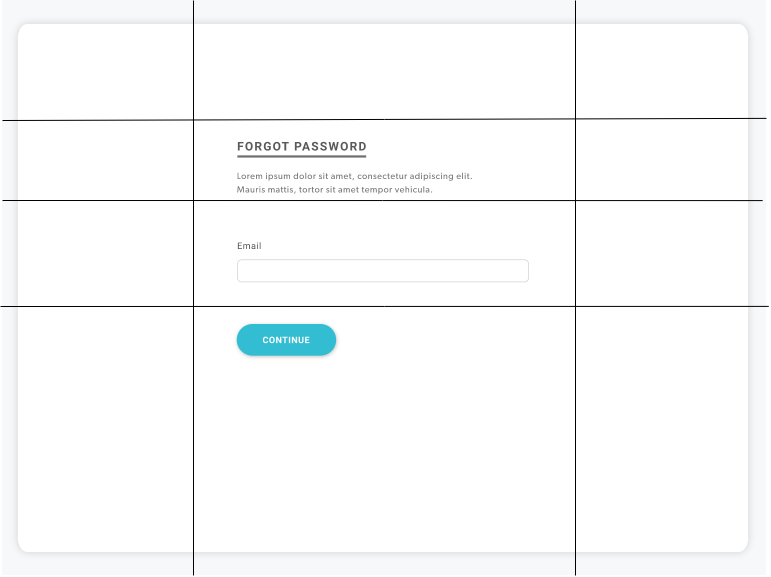 FORGOT PASSWORD
Lorem ipsum dolor sit amet, consectetur adipiscing elit.
Mauris mattis, tortor sit amet tempor vehicula.
Email
CONTINUE